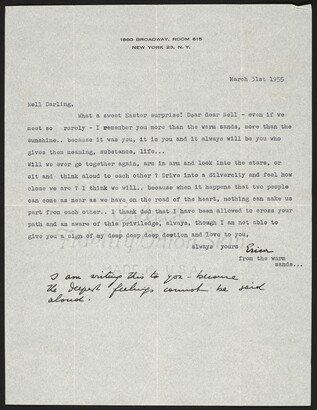 1860 BROADWAY, ROOM 615
NEW YORK 23, N. Y.
March 31st 1955
Nell Darling,
What a sweet Easter surprise! Dear dear Nell - even if we
meet so rarely - I remember you more than the warm sands, more than the
sunshine.. because it was you, it is you and it always will be you who
gives them meaning, substance, life...
Will we ever go together again, arm in arm and look into the stars, or
sit and think aloud to each other ? Drive into a Silvercity and feel how
close we are ? I think we will.. because when it happens that two people
can come as near as we have on the road of the heart, nothing can make us
part from each other.. I thank God that I have been allowed to cross your
path and am aware of this priviledge, always, though I am not able to
give you a sign of my deep deep devotion and love to you,
always yours: Erica
from the warm
sands...
I am writing this to you - because
the deepest feelings cannot be said
aloud.